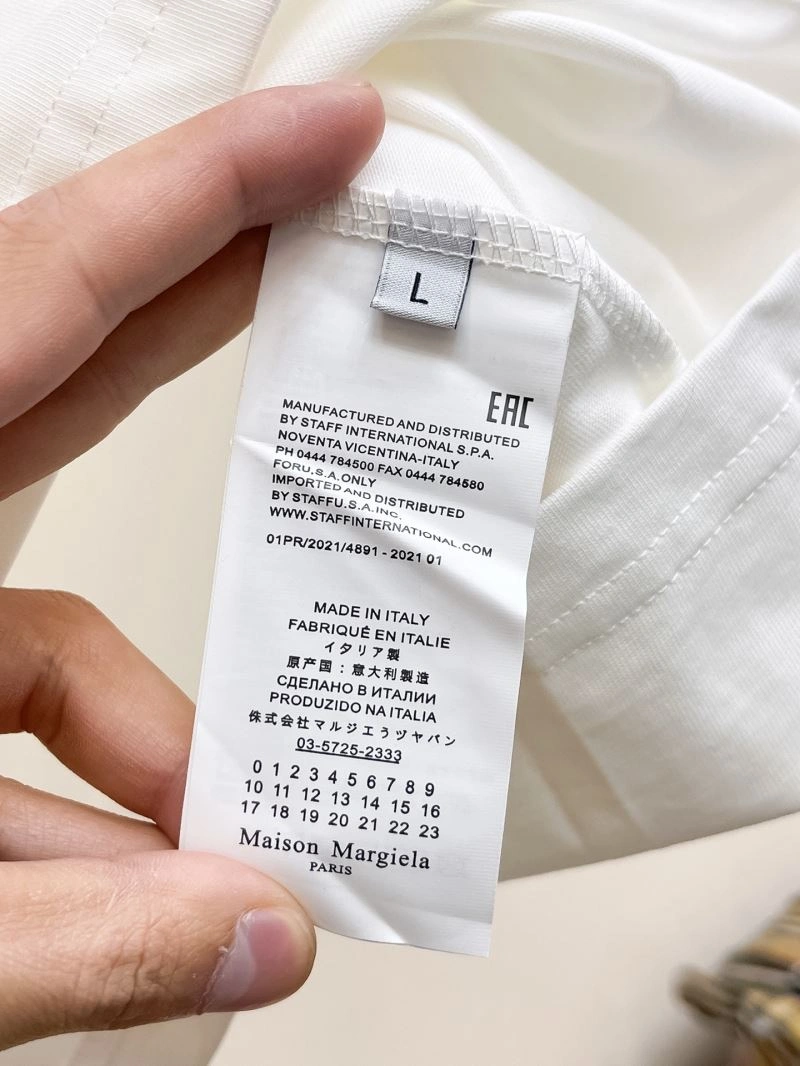 L
EAC
MANUFACTURED AND DISTRIBUTED
BY STAFF INTERNATIONAL S.P.A.
NOVENTA VICENTINA-ITALY
PH 0444 784500 FAX 0444 784580
FORU.S.A.ONLY
IMPORTED AND DISTRIBUTED
BY STAFFU.S.A.INC.
WWW.STAFFINTERNATIONAL.COM
01PR/2021/4891 - 2021 01
MADE IN ITALY
FABRIQUÉ EN ITALIE
イタリア製
原产国：意大利製造
СДЕЛАНО В ИТАЛИИ
PRODUZIDO NA ITALIA
株式会社マルジエうヅヤパン
03-5725-2333
0 1 2 3 4 5 6 7 8 9
10 11 12 13 14 15 16
17 18 19 20 21 22 23
Maison Margiela
PARIS